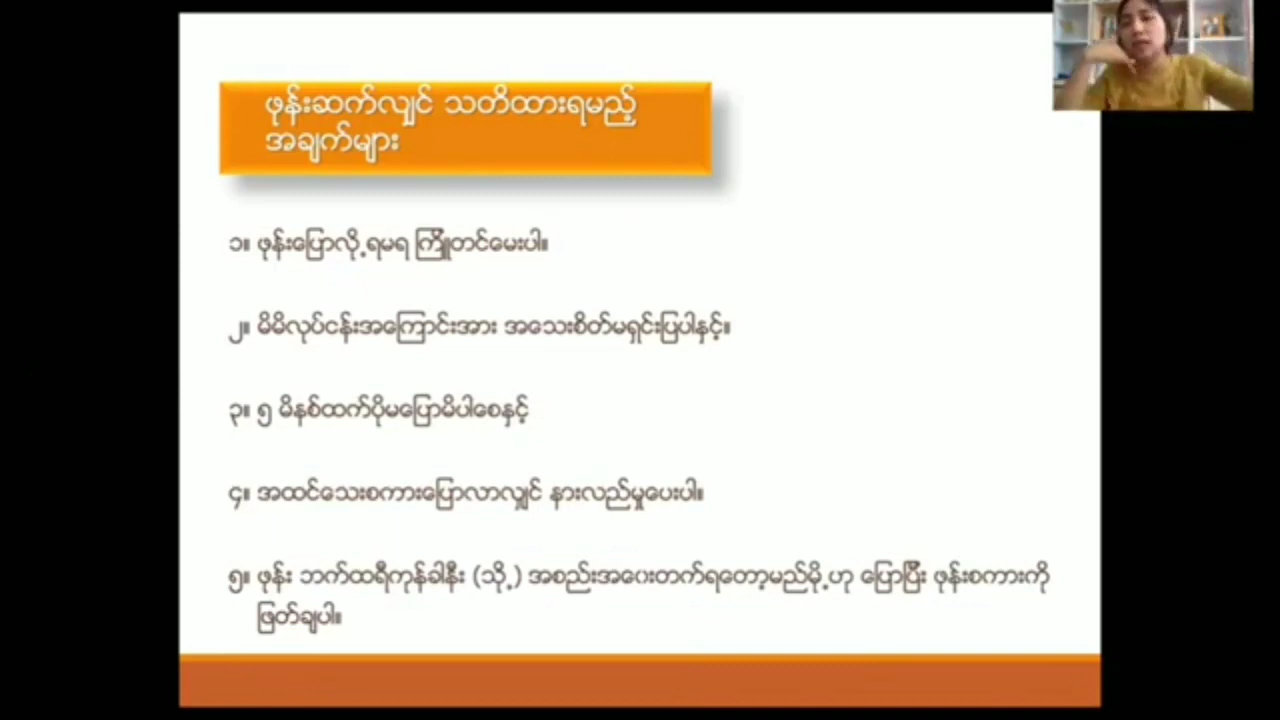 ဖုန်းဆက်လျှင် သတိထားရမည့်
အချက်များ
၁။ ဖုန်းပြောလို့ရမရ ကြိုတင်မေးပါ။
၂။ မိမိလုပ်ငန်းအကြောင်းအား အသေးစိတ်မရှင်းပြပါနှင့်။
၃။ ၅ မိနစ်ထက်ပိုမပြောမိပါစေနှင့်
၄။ အထင်သေးစကားပြောလာလျှင် နားလည်မှုပေးပါ။
၅။ ဖုန်း ဘက်ထရီကုန်ခါနီး (သို့) အစည်းအဝေးတက်ရတော့မည်မို့ဟု ပြောပြီး ဖုန်းစကားကို
ဖြတ်ချပါ။